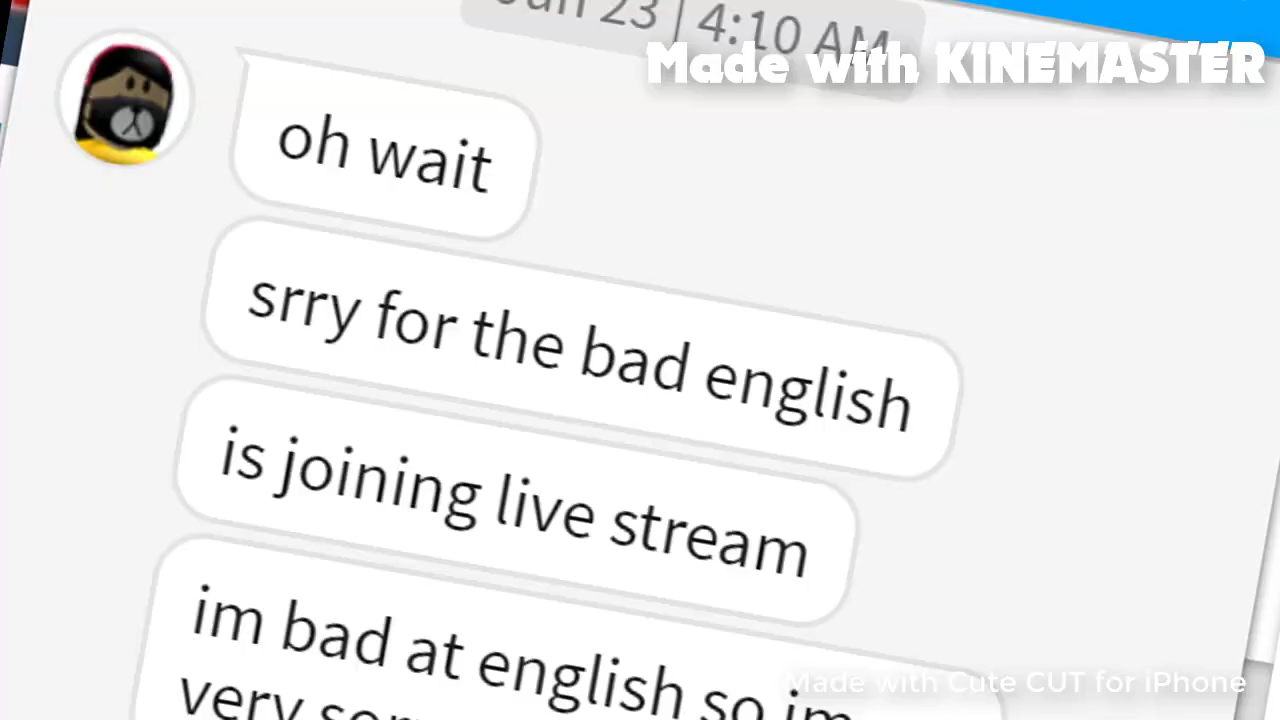 Jun 23 | 4:10 AM
Made with KINEMASTER
oh wait
srry for the bad english
is joining live stream
im bad at english so im
very
Made with Cute CUT for iPhone